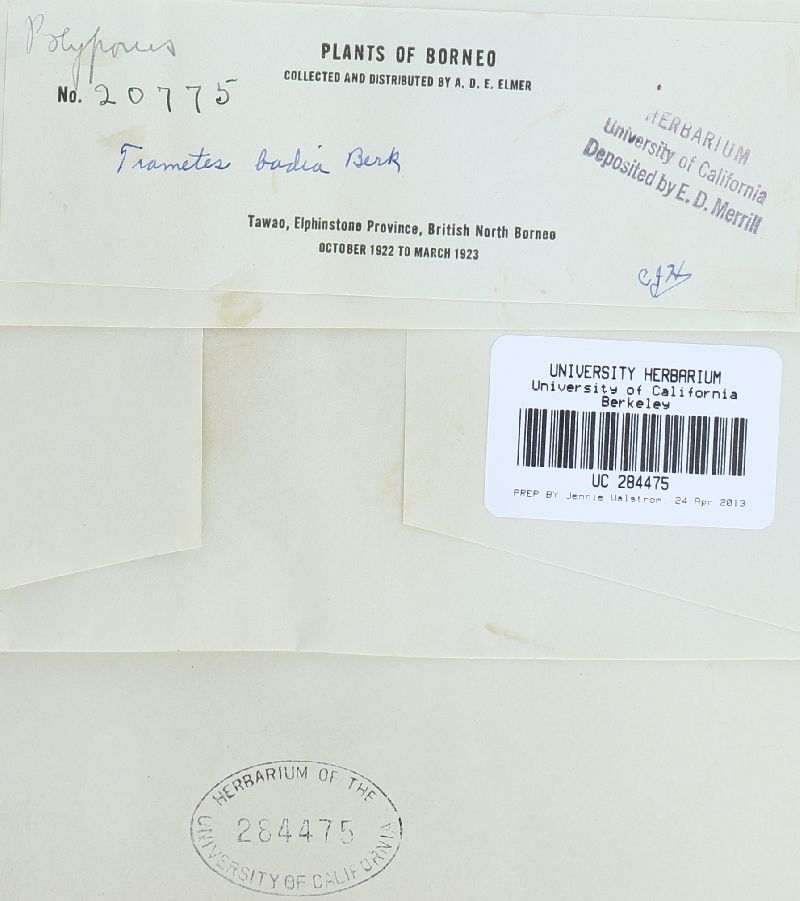 Polyporus
PLANTS OF BORNEO
COLLECTED AND DISTRIBUTED BY A. D. E. ELMER
No. 20775
HERBARIUM
University of California
Deposited by E. D. Merrill
Trametes badia Berk
Tawao, Elphinstone Province, British North Borneo
OCTOBER 1922 TO MARCH 1923
CJH
UNIVERSITY HERBARIUM
University of California
Berkeley
UC 284475
PREP BY Jennie Walstrom, 24 Apr 2013
HERBARIUM OF THE
284475
UNIVERSITY OF CALIFORNIA